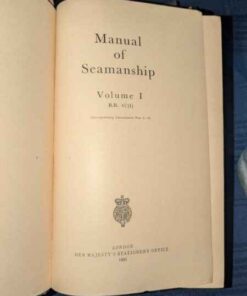 Manual
of
Seamanship
Volume I
LONDON
HER MAJESTY'S STATIONERY OFFICE